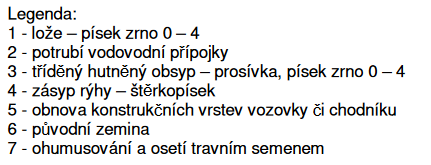 Legenda:
1 - lože – písek zrno 0 – 4
2 - potrubí vodovodní přípojky
3 - tříděný hutněný obsyp – prosívka, písek zrno 0 – 4
4 - zásyp rýhy – štěrkopísek
5 - obnova konstrukčních vrstev vozovky či chodníku
6 - původní zemina
7 - ohumusování a osetí travním semenem